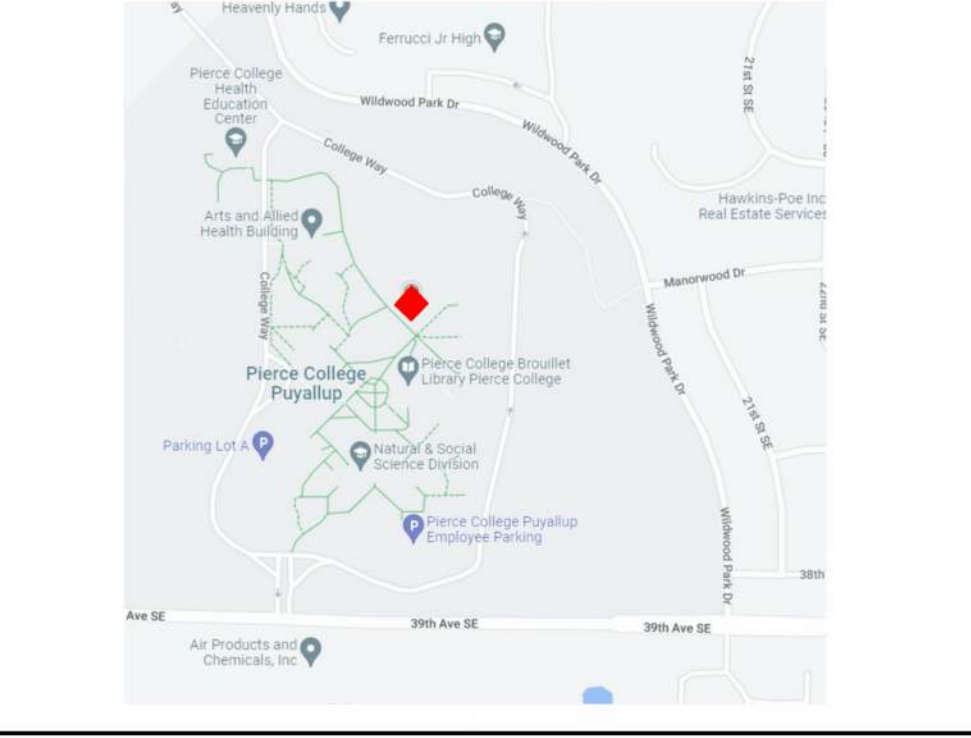 Heavenly Hands
ay
Ferrucci Jr High
Pierce College
Health
Education
Center
21st St SE
Wildwood Park Dr
Wildwood Park Dr
College Way
College Way
Hawkins-Poe Inc
Real Estate Services
Arts and Allied
Health Building
College Way
Manorwood Dr
22nd St SE
Wildwood Park Dr
Pierce College Brouillet
Library Pierce College
Pierce College
Puyallup
21st St SE
Parking Lot A
P
Natural & Social
Science Division
P
Pierce College Puyallup
Employee Parking
Wildwood Park Dr
38th
Ave SE
39th Ave SE
39th Ave SE
Air Products and
Chemicals, Inc